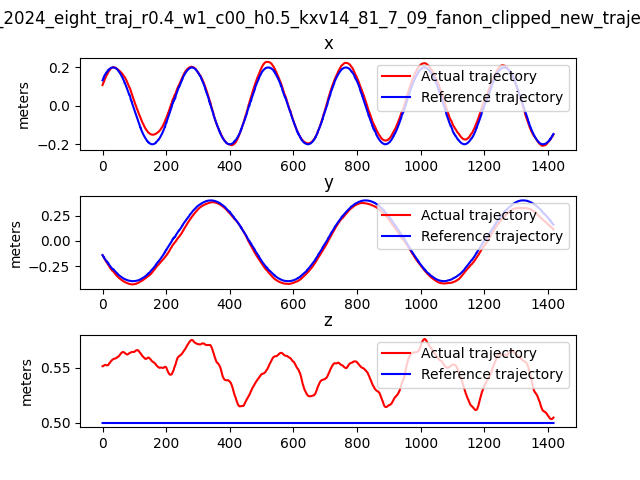 _2024_eight_traj_r0.4_w1_c00_h0.5_kxv14_81_7_09_fanon_clipped_new_traje
x
0.2
0.0
−0.2
meters
Actual trajectory
Reference trajectory
0 200 400 600 800 1000 1200 1400
y
0.25
0.00
−0.25
meters
Actual trajectory
Reference trajectory
0 200 400 600 800 1000 1200 1400
z
0.55
0.50
meters
Actual trajectory
Reference trajectory
0 200 400 600 800 1000 1200 1400